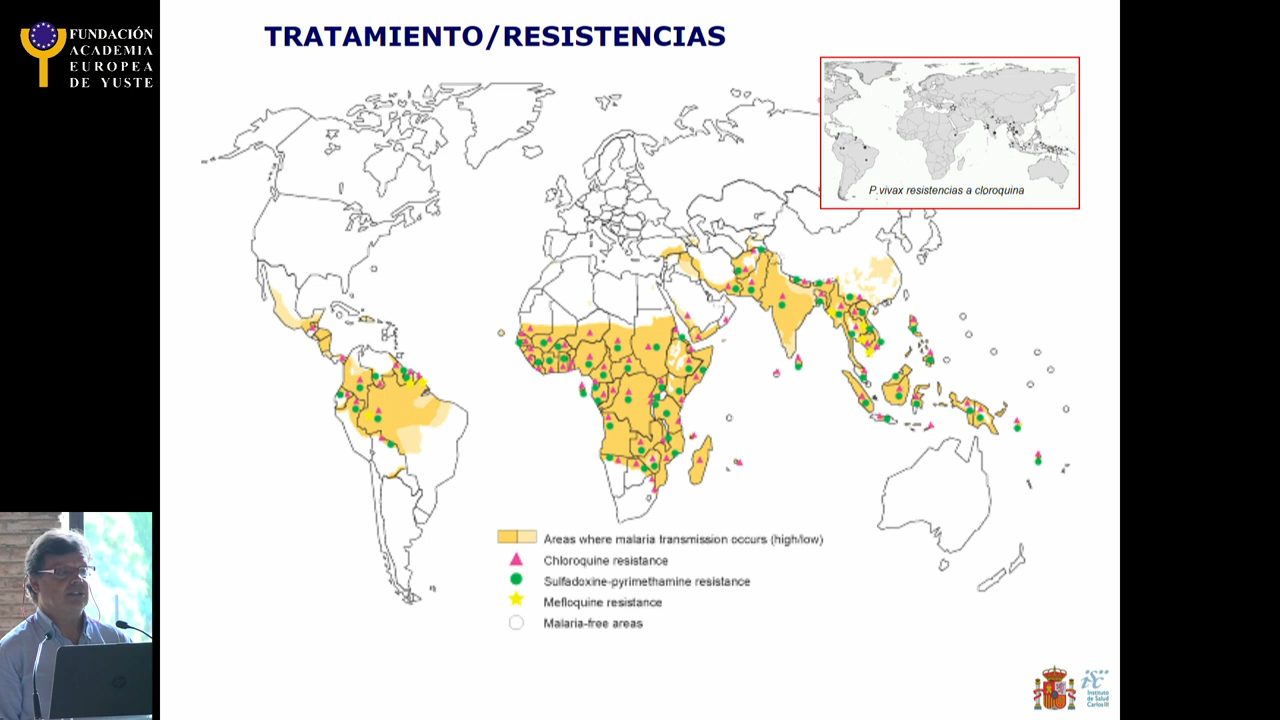 FUNDACIÓN
ACADEMIA
EUROPEA
DE YUSTE
TRATAMIENTO/RESISTENCIAS
P.vivax resistencias a cloroquina
Areas where malaria transmission occurs (high/low)
Chloroquine resistance
Sulfadoxine-pyrimethamine resistance
Mefloquine resistance
Malaria-free areas
Instituto
de Salud
Carlos III